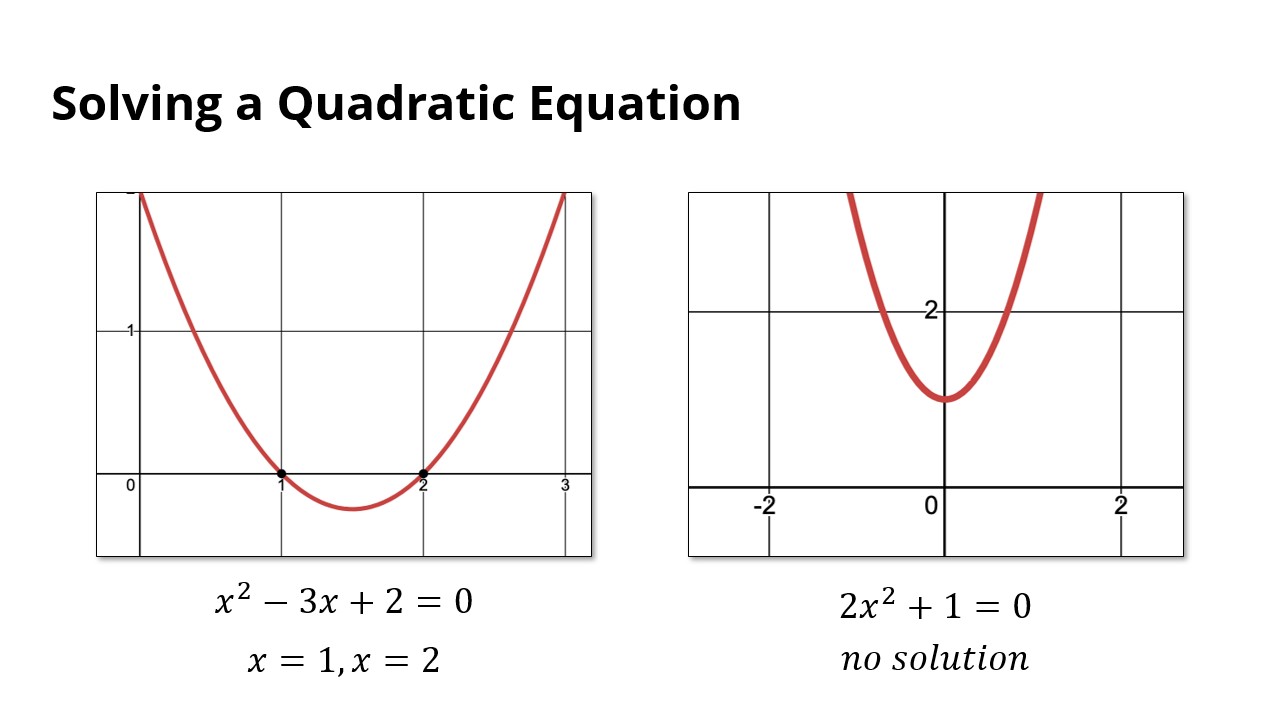 Solving a Quadratic Equation
1
0
1
2
3
x² − 3x + 2 = 0
x = 1, x = 2
2
-2
0
2
2x² + 1 = 0
no solution